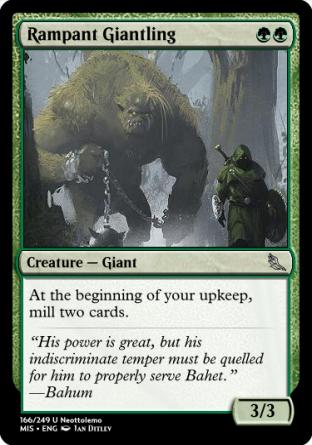 Rampant Giantling
Creature — Giant
At the beginning of your upkeep,
mill two cards.
“His power is great, but his
indiscriminate temper must be quelled
for him to properly serve Bahet.”
—Bahum
3/3
166/249 U Neottolemo
MIS • ENG Ian Ditley